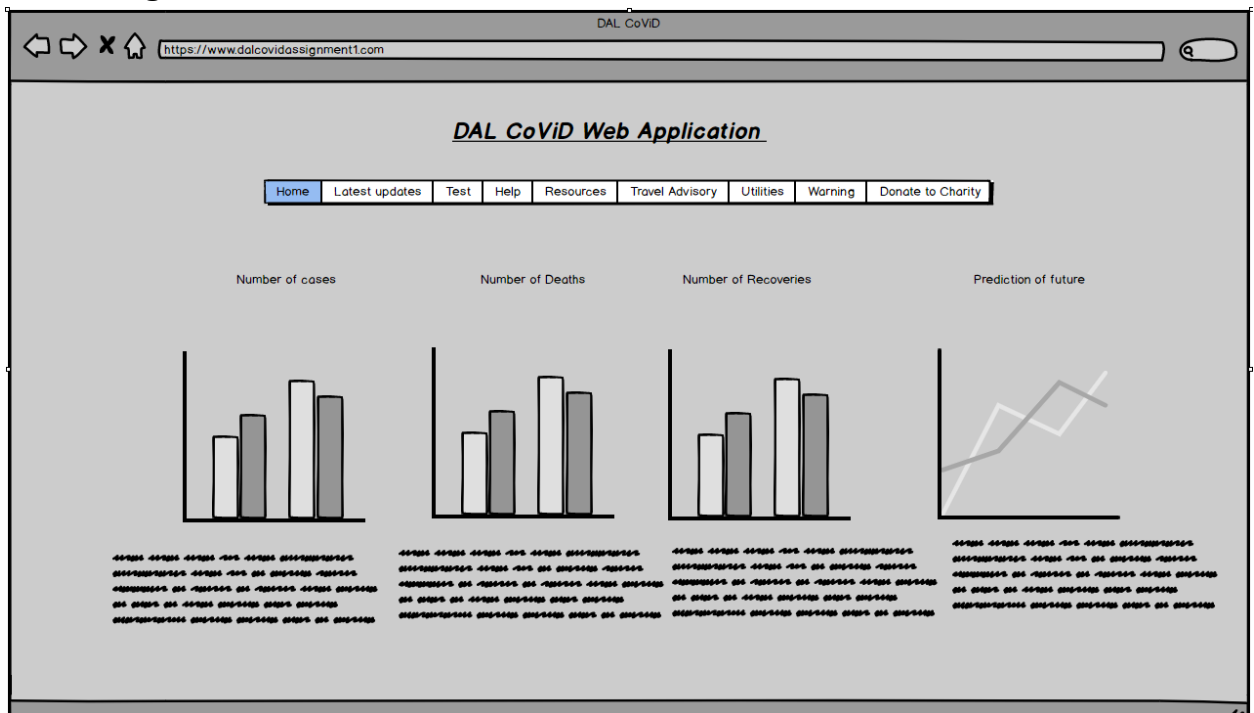 DAL CoViD
https://www.dalcovidassignment1.com
DAL CoViD Web Application
Home Latest updates Test Help Resources Travel Advisory Utilities Warning Donate to Charity
Number of cases Number of Deaths Number of Recoveries Prediction of future